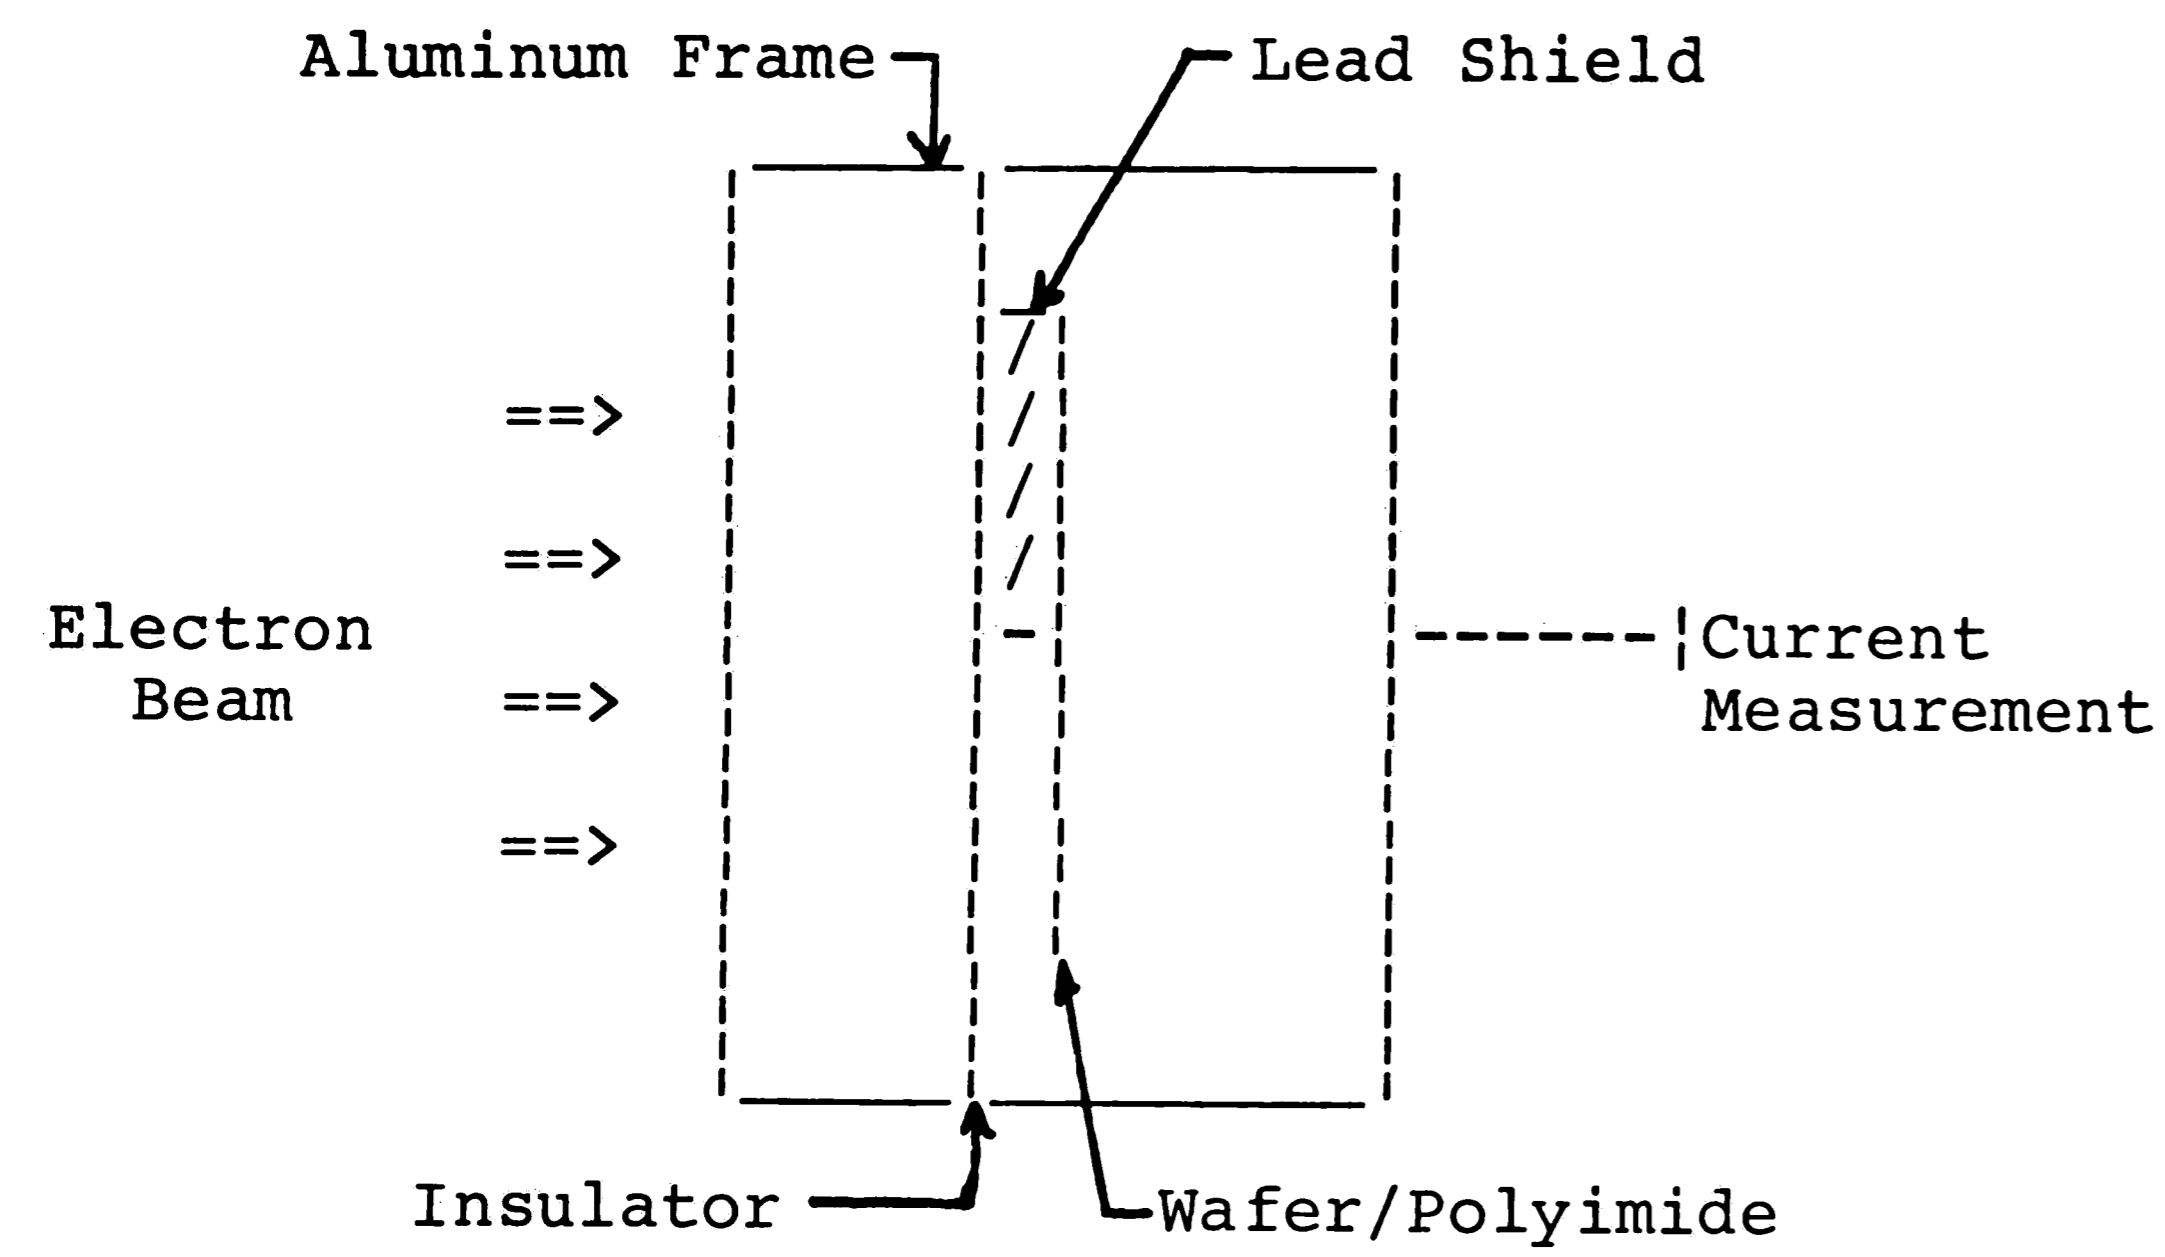 Aluminum Frame
Lead Shield
==>
==>
Electron
Beam
==>
==>
Current
Measurement
Insulator
Wafer/Polyimide